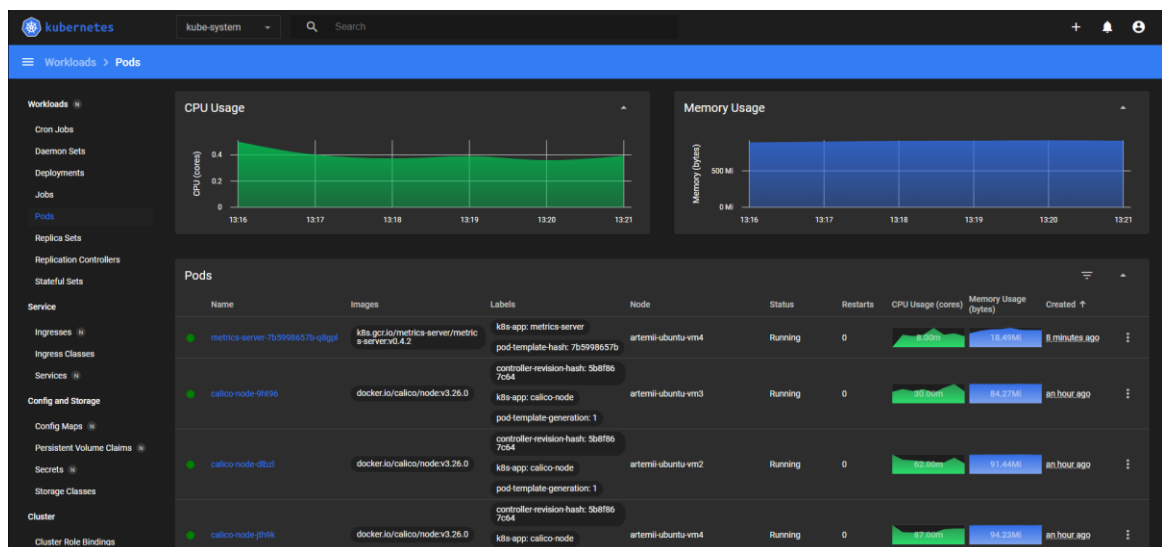 kubernetes
kube-system
Search
Workloads > Pods
Workloads N
Cron Jobs
Daemon Sets
Deployments
Jobs
Pods
Replica Sets
Replication Controllers
Stateful Sets
Service
Ingresses N
Ingress Classes
Services N
Config and Storage
Config Maps N
Persistent Volume Claims N
Secrets N
Storage Classes
Cluster
Cluster Role Bindings
CPU Usage
CPU (cores)
0.4
0.2
0
13:16 13:17 13:18 13:19 13:20 13:21
Memory Usage
Memory (bytes)
500 Mi
0 Mi
13:16 13:17 13:18 13:19 13:20 13:21
Pods
Name Images Labels Node Status Restarts CPU Usage (cores) Memory Usage (bytes) Created
metrics-server-7b5998657b-q8gpl
k8s.gcr.io/metrics-server/metric
s-server:v0.4.2
k8s-app: metrics-server
pod-template-hash: 7b5998657b
artemii-ubuntu-vm4 Running 0 8.00m 18.49Mi 8 minutes ago
docker.io/calico/node:v3.26.0
controller-revision-hash: 5b8f86
7c64
k8s-app: calico-node
pod-template-generation: 1
artemii-ubuntu-vm3 Running 0 30.00m 84.27Mi an hour ago
calico-node-dlbzl
docker.io/calico/node:v3.26.0
controller-revision-hash: 5b8f86
7c64
k8s-app: calico-node
pod-template-generation: 1
artemii-ubuntu-vm2 Running 0 62.00m 91.44Mi an hour ago
calico-node-jth9k
docker.io/calico/node:v3.26.0
controller-revision-hash: 5b8f86
7c64
k8s-app: calico-node
artemii-ubuntu-vm4 Running 0 87.00m 94.23Mi an hour ago